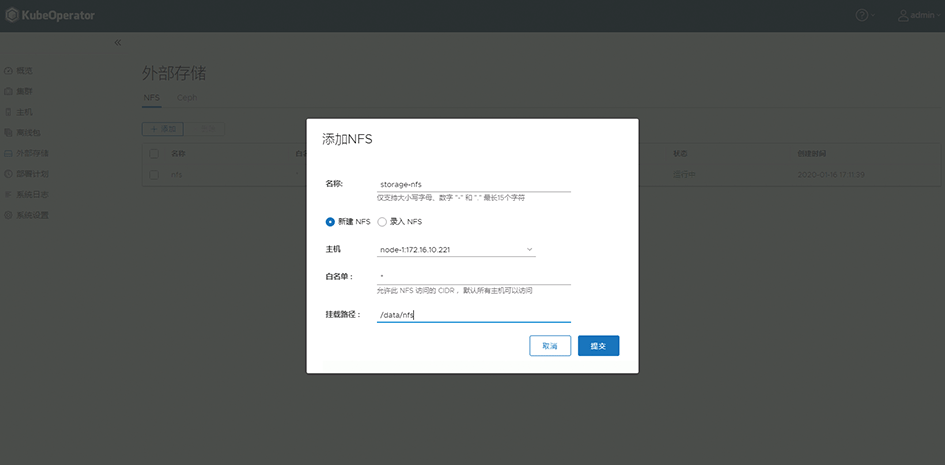 KubeOperator
admin
«
概览
集群
主机
离线包
外部存储
部署计划
系统日志
系统设置
外部存储
NFS Ceph
+ 添加
名称 状态 创建时间
nfs 运行中
添加NFS
名称: storage-nfs
仅支持大小写字母、数字 "-" 和 "." 最长15个字符
新建 NFS 录入 NFS
主机 node-1:172.16.10.221
白名单： *
允许此 NFS 访问的 CIDR ，默认所有主机可以访问
挂载路径： /data/nfs
取消 提交